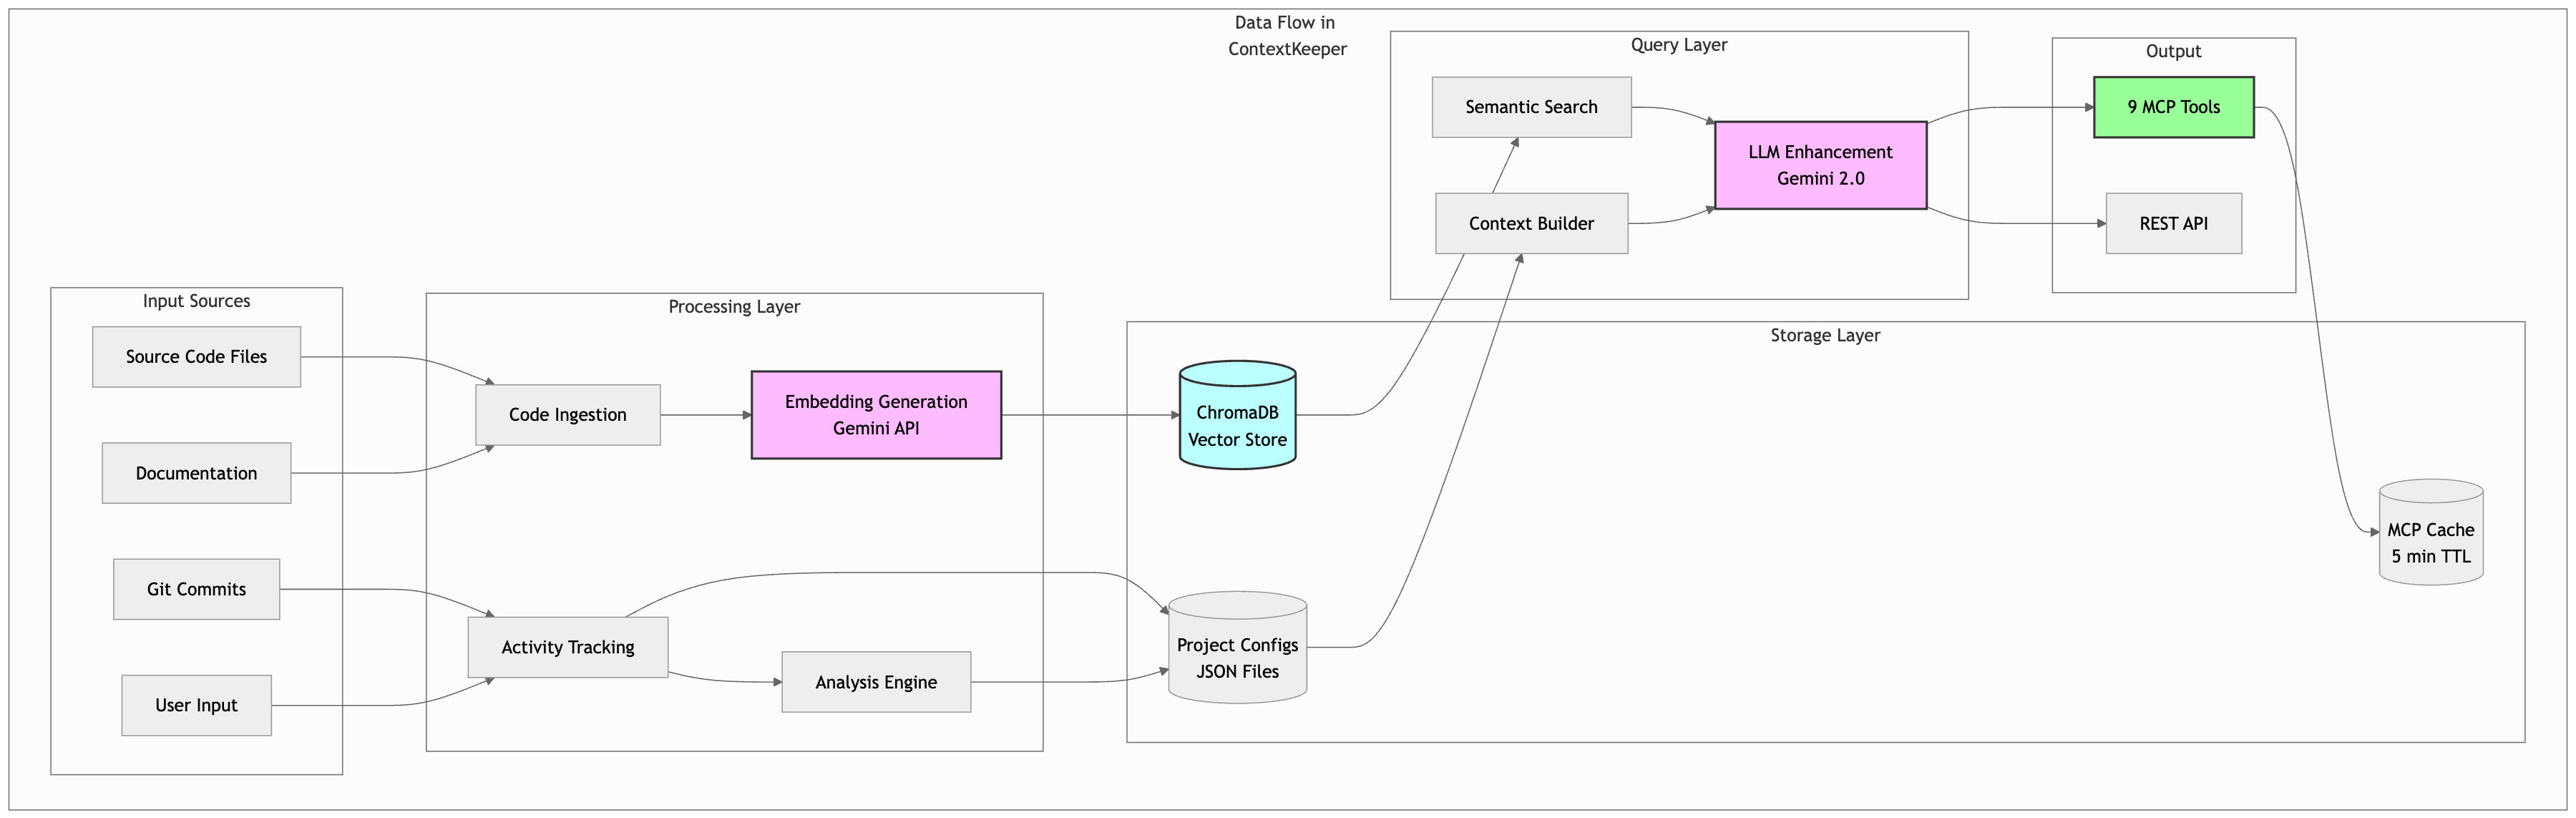 Data Flow in
ContextKeeper
Input Sources
Source Code Files
Documentation
Git Commits
User Input
Processing Layer
Code Ingestion
Embedding Generation
Gemini API
Activity Tracking
Analysis Engine
Storage Layer
ChromaDB
Vector Store
Project Configs
JSON Files
MCP Cache
5 min TTL
Query Layer
Semantic Search
Context Builder
LLM Enhancement
Gemini 2.0
Output
9 MCP Tools
REST API